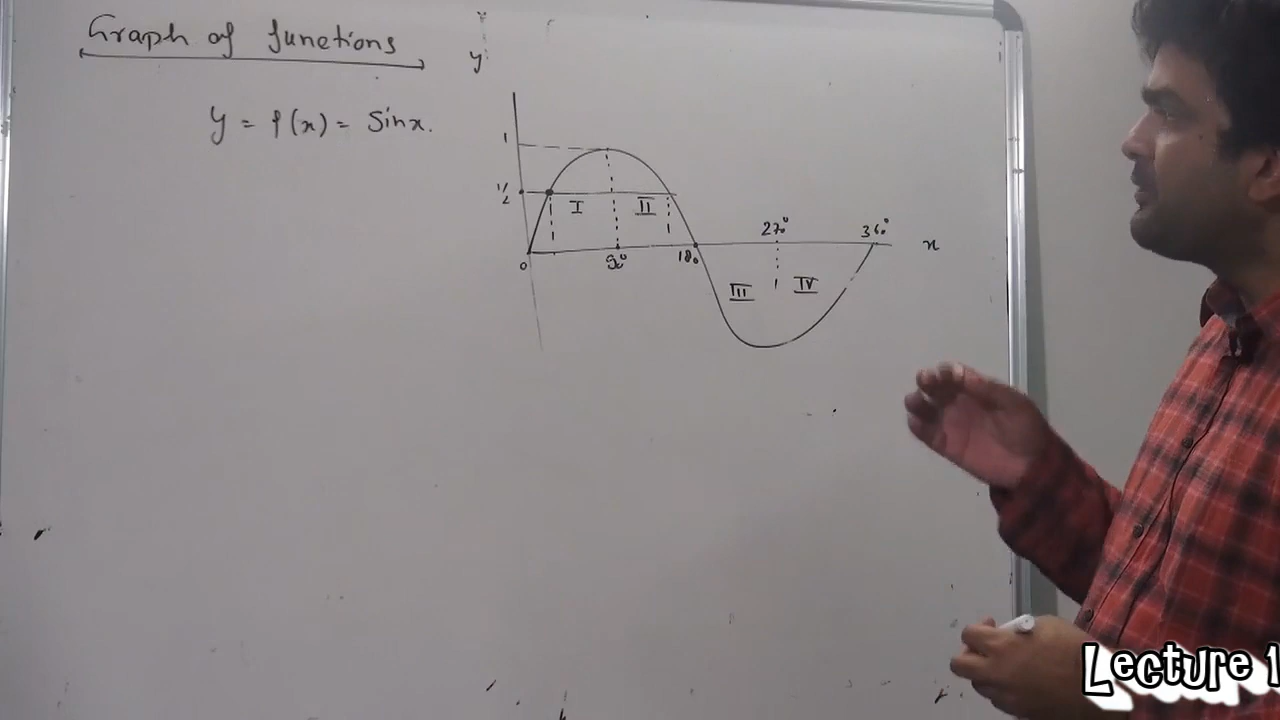 Graph of functions
y = f(x) = Sinx.
y
1
1/2
I
II
0
90°
180
270°
360°
x
III
IV
Lecture 1